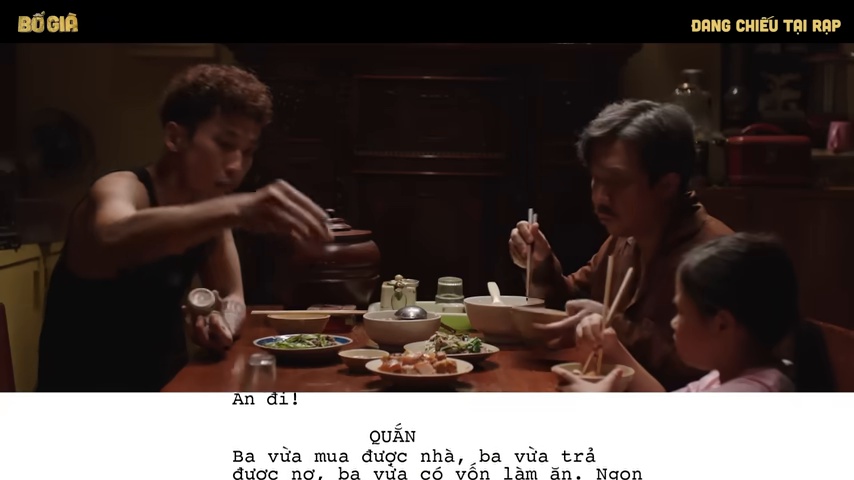 BỐ GIÀ
ĐANG CHIẾU TẠI RẠP
Ăn đi!
QUẮN
Ba vừa mua được nhà, ba vừa trả
được nợ, ba vừa có vốn làm ăn. Ngon